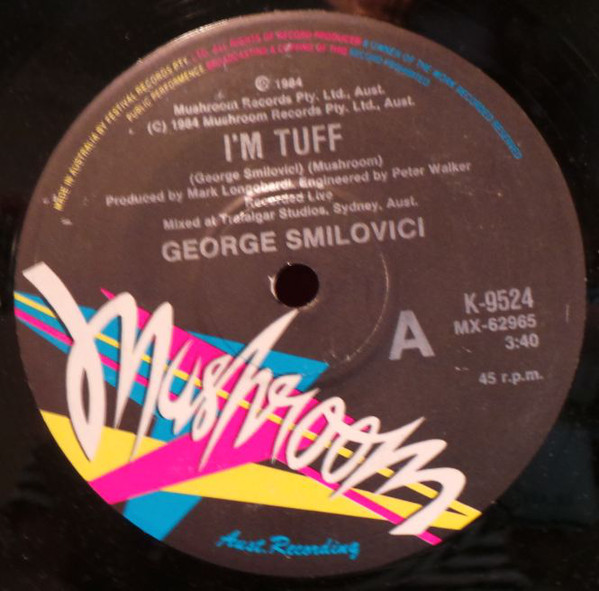 MADE IN AUSTRALIA BY FESTIVAL RECORDS PTY. LTD. ALL RIGHTS OF RECORD PRODUCER & OWNER OF THE WORK RECORDED RESERVED
PUBLIC PERFORMENCE BROADCASTING & COPYING OF THIS RECORD PROHIBITED
Ⓟ 1984
Mushroom Records Pty. Ltd., Aust.
(C) 1984 Mushroom Records Pty. Ltd., Aust.
I'M TUFF
(George Smilovici) (Mushroom)
Produced by Mark Longobardi. Engineered by Peter Walker
Recorded Live
Mixed at Trafalgar Studios, Sydney, Aust.
GEORGE SMILOVICI
A
K-9524
MX-62965
3:40
45 r.p.m.
Mushroom
Aust. Recording